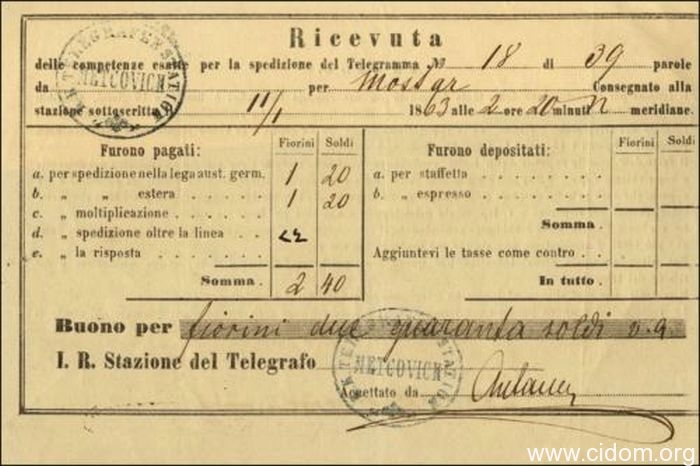 Ricevuta
delle competenze esatte per la spedizione del Telegramma № 18 di 39 parole
da per Mostar Consegnato alla
stazione sottoscritta 11/1 1863 alle 2 ore 20 minuti N meridiane.
K.K. TELEGRAFEN STATION
METCOVICH
Furono pagati: Fiorini Soldi
a. per spedizione nella lega aust. germ. 1 20
b. „ „ estera 1 20
c. „ moltiplicazione
d. „ spedizione oltre la linea
e. „ la risposta
Somma 2 40
Furono depositati: Fiorini Soldi
a. per staffetta
b. „ espresso
Somma
Aggiuntevi le tasse come contro
In tutto
Buono per fiorini due quaranta soldi v.a.
I. R. Stazione del Telegrafo
K.K. TELEGRAFEN STATION
METCOVICH
Accettato da
www.cidom.org